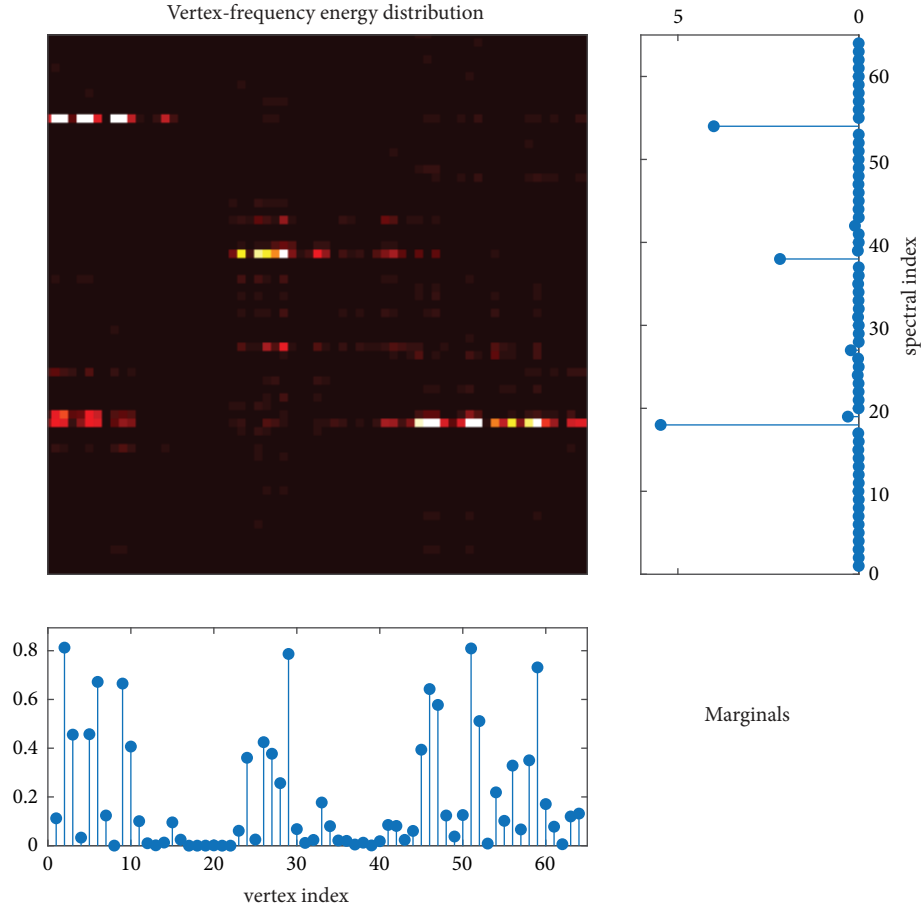 Vertex-frequency energy distribution
5 0
60
50
40
30
20
10
0
spectral index
0.8
0.6
0.4
0.2
0
0 10 20 30 40 50 60
vertex index
Marginals